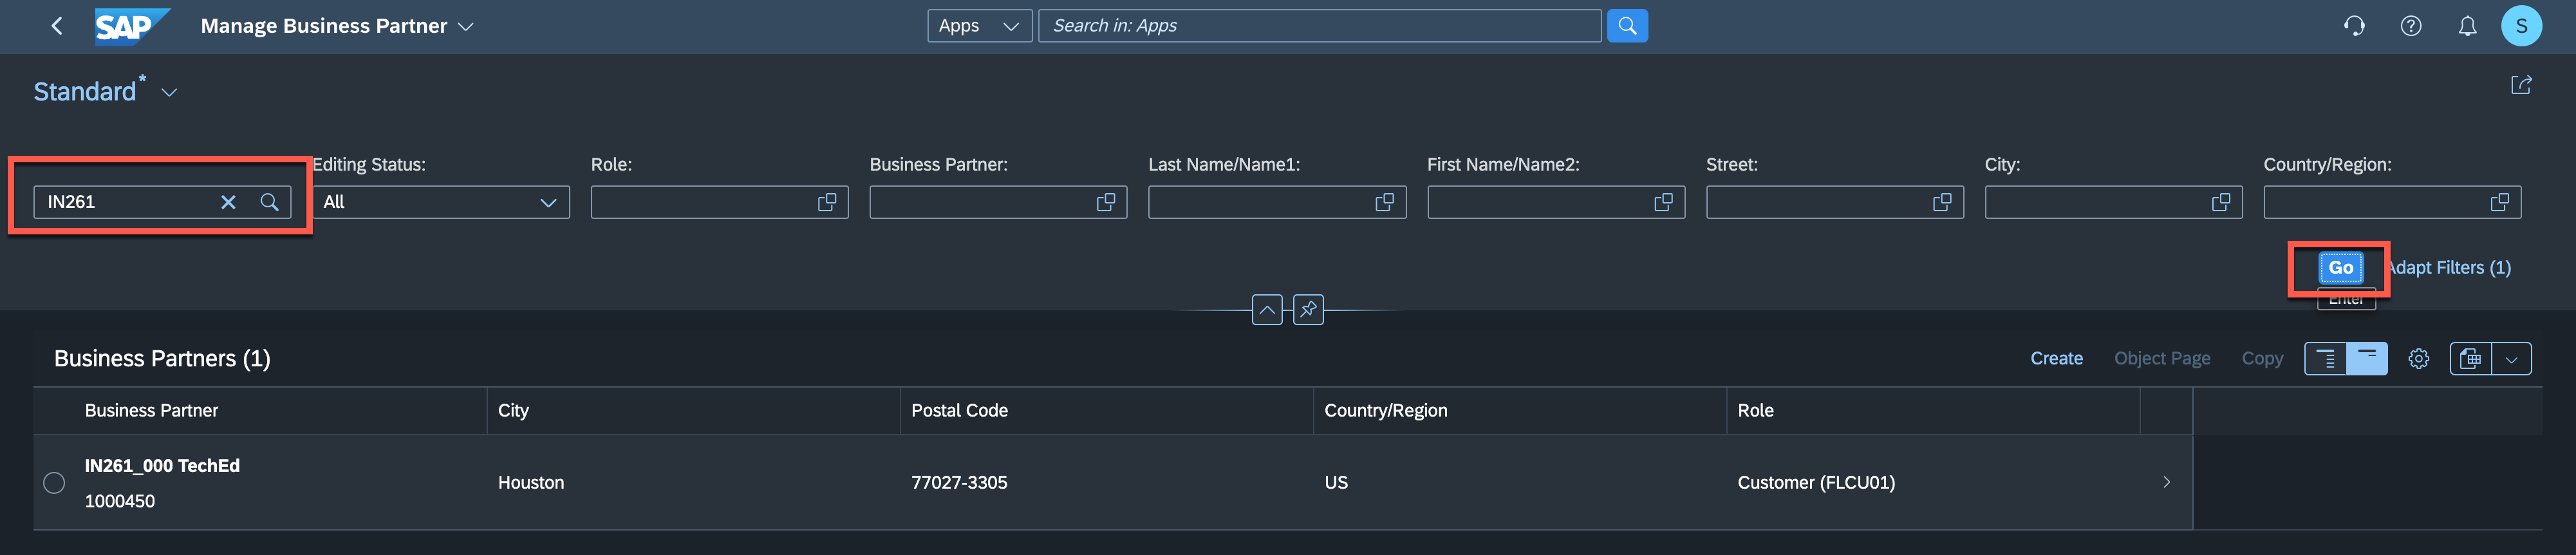 SAP Manage Business Partner
Apps
Search in: Apps
S
Standard*
Editing Status:
Role:
Business Partner:
Last Name/Name1:
First Name/Name2:
Street:
City:
Country/Region:
IN261
All
Go
Adapt Filters (1)
Enter
Business Partners (1)
Create
Object Page
Copy
Business Partner
City
Postal Code
Country/Region
Role
IN261_000 TechEd
1000450
Houston
77027-3305
US
Customer (FLCU01)